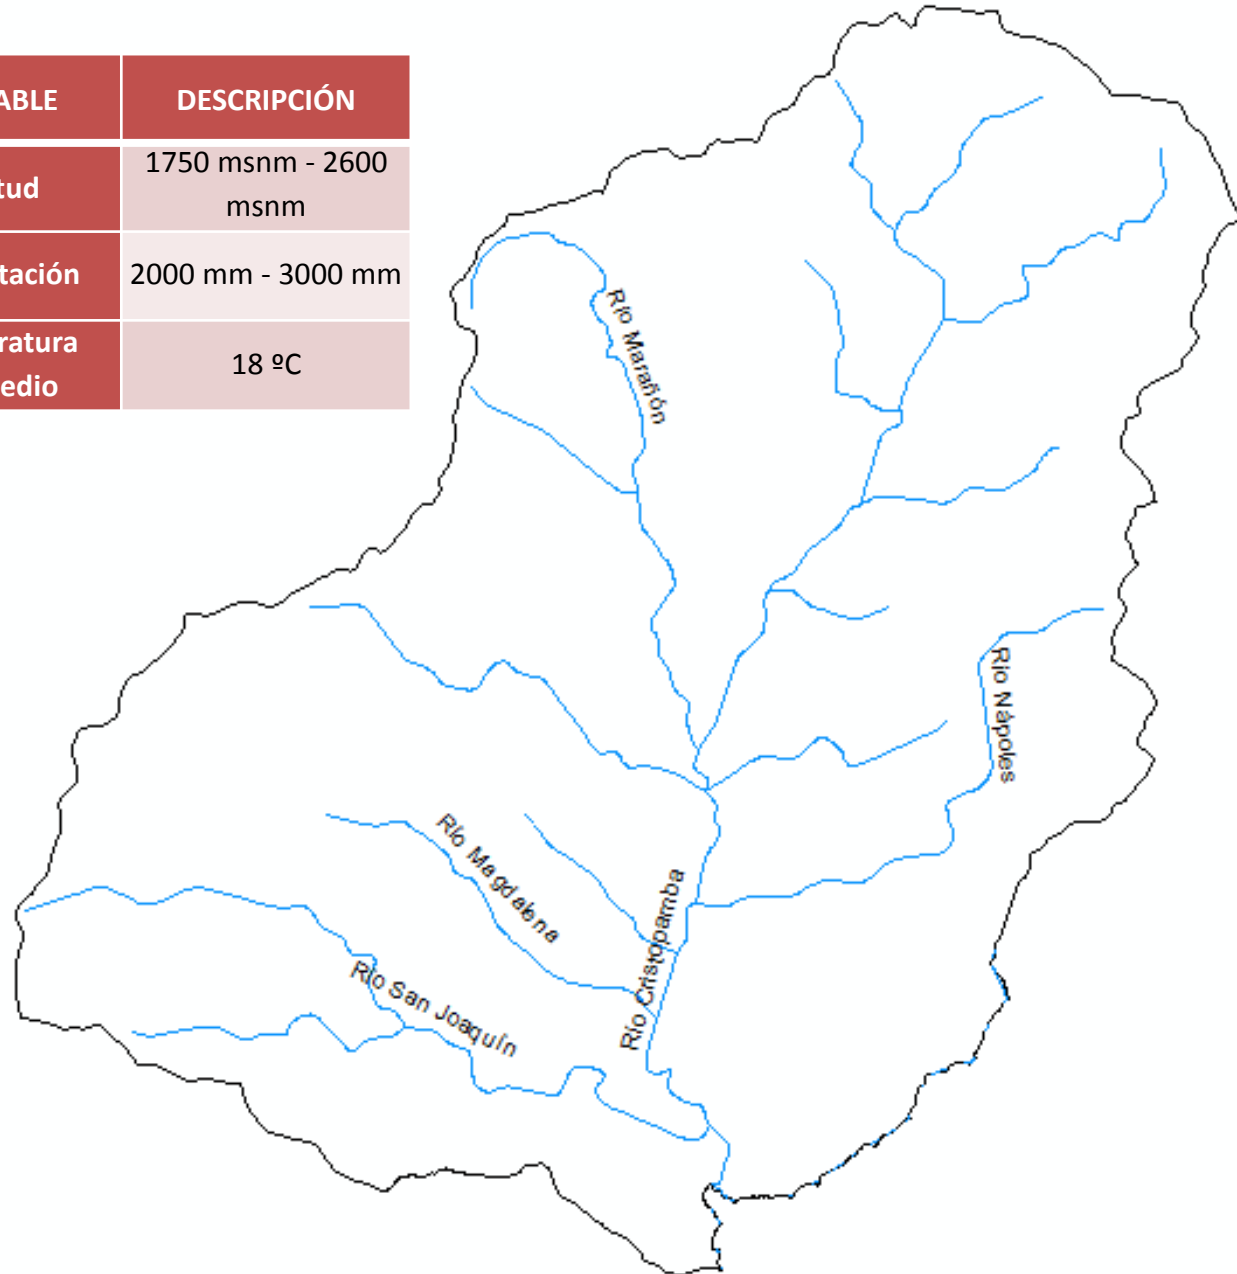 ABLE DESCRIPCIÓN
tud 1750 msnm - 2600
msnm
tación 2000 mm - 3000 mm
ratura
edio 18 ºC
Río Marañón
Río Nápoles
Río Magdalena
Río Cristopamba
Río San Joaquín